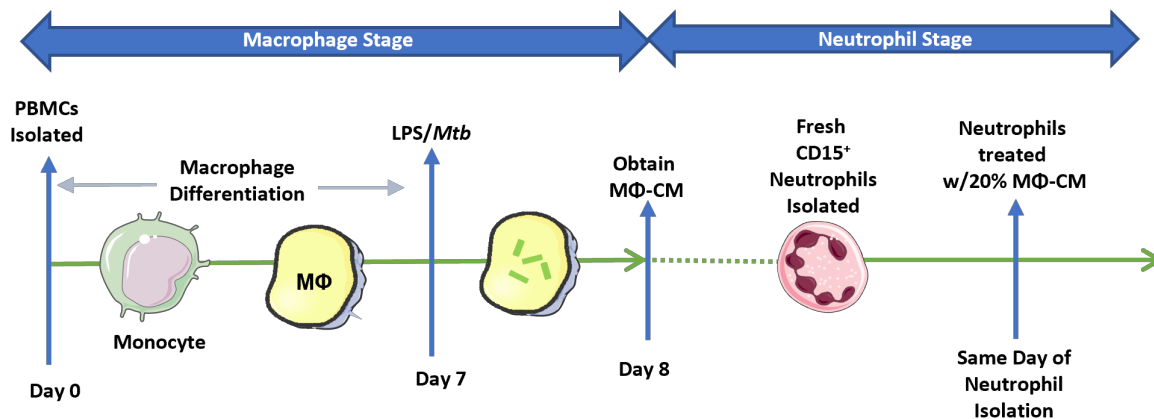 Macrophage Stage
Neutrophil Stage
PBMCs
Isolated
Macrophage
Differentiation
LPS/Mtb
Obtain
MΦ-CM
Fresh
CD15⁺
Neutrophils
Isolated
Neutrophils
treated
w/20% MΦ-CM
MΦ
Monocyte
Day 0
Day 7
Day 8
Same Day of
Neutrophil
Isolation